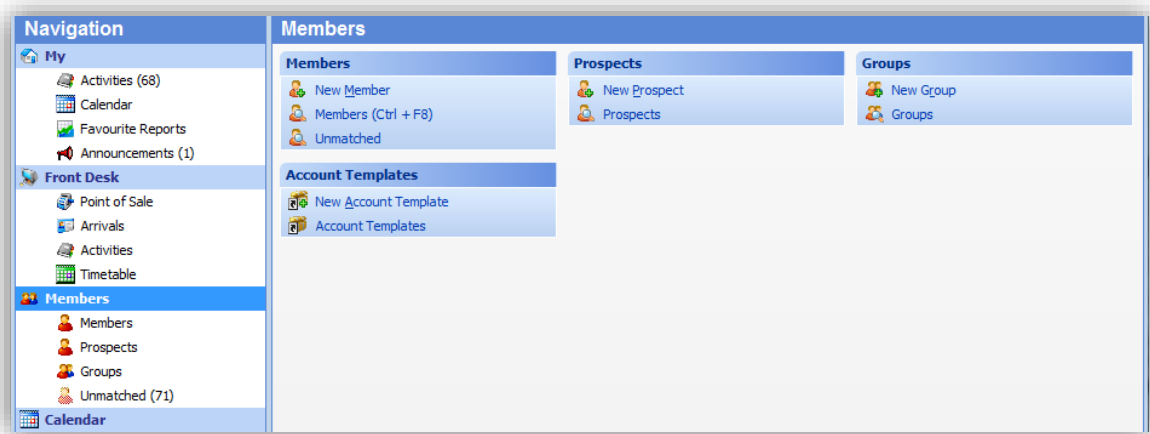 Navigation
My
Activities (68)
Calendar
Favourite Reports
Announcements (1)
Front Desk
Point of Sale
Arrivals
Activities
Timetable
Members
Members
Prospects
Groups
Unmatched (71)
Calendar
Members
Members
New Member
Members (Ctrl + F8)
Unmatched
Prospects
New Prospect
Prospects
Groups
New Group
Groups
Account Templates
New Account Template
Account Templates